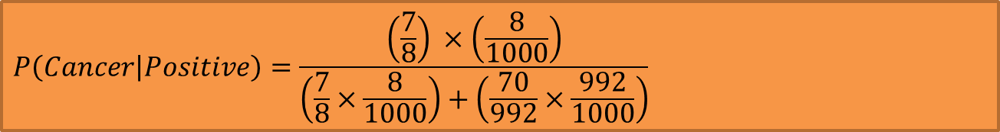 P(Cancer|Positive) = ((7/8) × (8/1000)) / ((7/8 × 8/1000) + (70/992 × 992/1000))